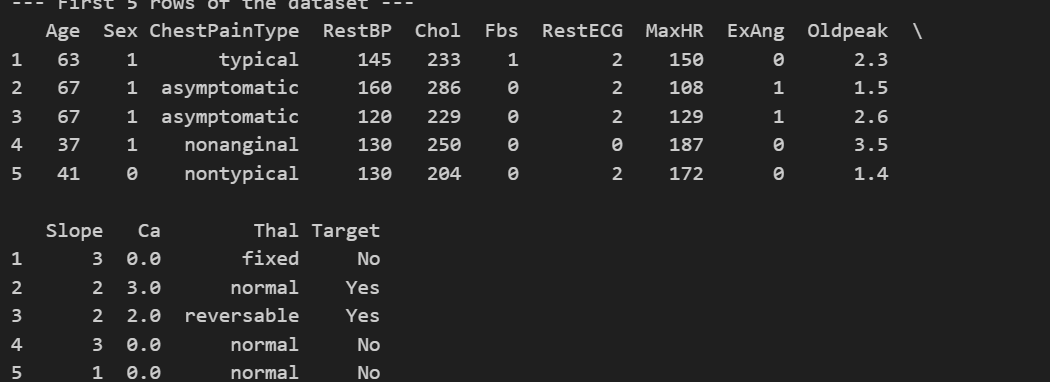 --- First 5 rows of the dataset ---
Age Sex ChestPainType RestBP Chol Fbs RestECG MaxHR ExAng Oldpeak \
1 63 1 typical 145 233 1 2 150 0 2.3
2 67 1 asymptomatic 160 286 0 2 108 1 1.5
3 67 1 asymptomatic 120 229 0 2 129 1 2.6
4 37 1 nonanginal 130 250 0 0 187 0 3.5
5 41 0 nontypical 130 204 0 2 172 0 1.4
Slope Ca Thal Target
1 3 0.0 fixed No
2 2 3.0 normal Yes
3 2 2.0 reversable Yes
4 3 0.0 normal No
5 1 0.0 normal No